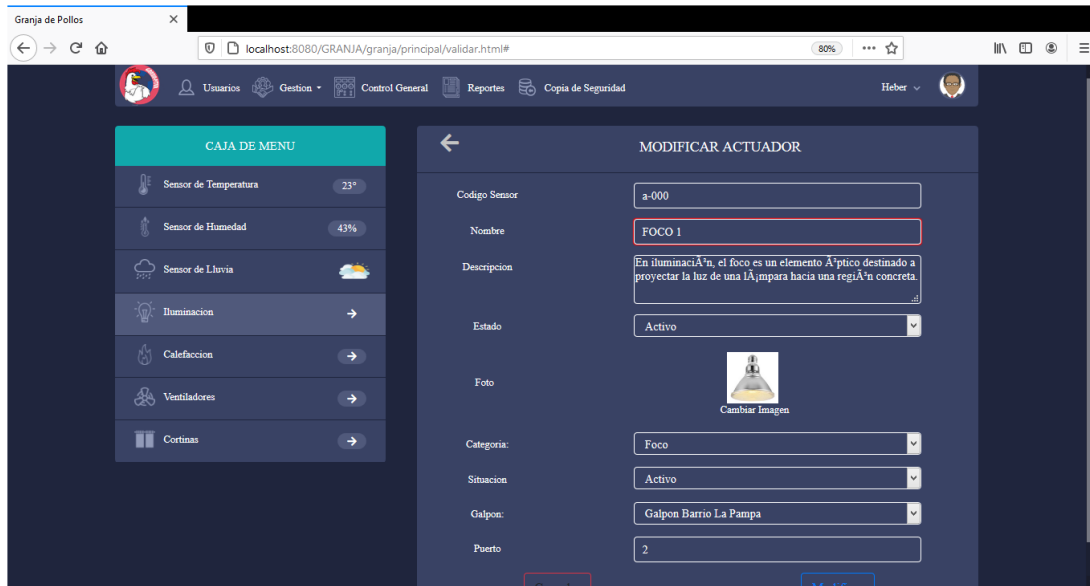 Granja de Pollos
localhost:8080/GRANJA/granja/principal/validar.html#
80%
Usuarios Gestion Control General Reportes Copia de Seguridad Heber
CAJA DE MENU
Sensor de Temperatura 23°
Sensor de Humedad 43%
Sensor de Lluvia
Iluminacion
Calefaccion
Ventiladores
Cortinas
MODIFICAR ACTUADOR
Codigo Sensor a-000
Nombre FOCO 1
Descripcion En iluminaciÃ³n, el foco es un elemento Ã³ptico destinado a
proyectar la luz de una lÃ¡mpara hacia una regiÃ³n concreta.
Estado Activo
Foto
Cambiar Imagen
Categoria: Foco
Situacion Activo
Galpon: Galpon Barrio La Pampa
Puerto 2